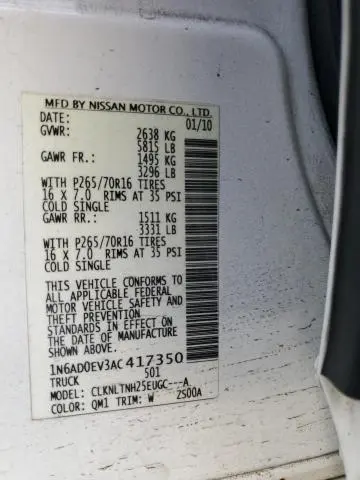 MFD BY NISSAN MOTOR CO., LTD.
DATE: 01/10
GVWR: 2638 KG
5815 LB
GAWR FR.: 1495 KG
3296 LB
WITH P265/70R16 TIRES
16 X 7.0 RIMS AT 35 PSI
COLD SINGLE
GAWR RR.: 1511 KG
3331 LB
WITH P265/70R16 TIRES
16 X 7.0 RIMS AT 35 PSI
COLD SINGLE
THIS VEHICLE CONFORMS TO
ALL APPLICABLE FEDERAL
MOTOR VEHICLE SAFETY AND
THEFT PREVENTION
STANDARDS IN EFFECT ON
THE DATE OF MANUFACTURE
SHOWN ABOVE.
1N6AD0EV3AC417350
TRUCK 501
MODEL: CLKNLTNH25EUGC---A
COLOR: QM1 TRIM: W ZS00A